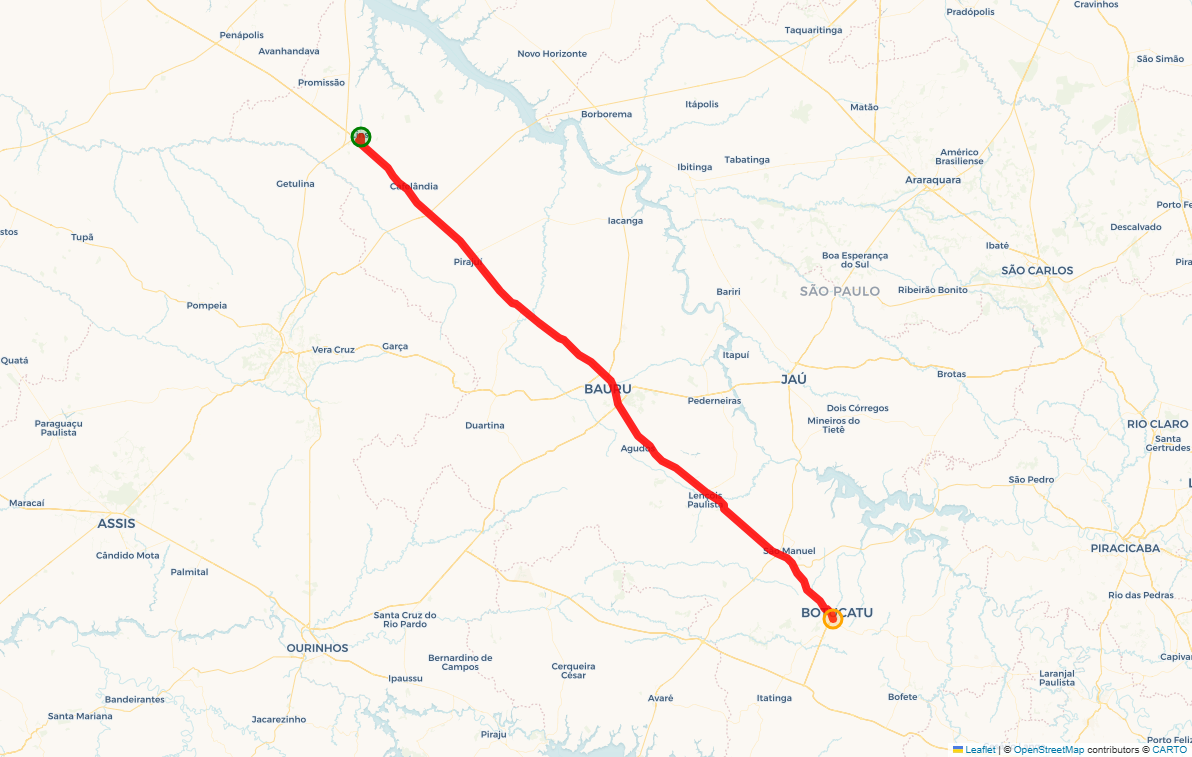 Pradópolis
Cravinhos
Penápolis
Taquaritinga
Avanhandava
Novo Horizonte
São Simão
Promissão
Itápolis
Matão
Borborema
Américo
Brasiliense
Tabatinga
Ibitinga
Getulina
Cafelândia
Araraquara
Porto Fe
Iacanga
Descalvado
stos
Tupã
Ibaté
Boa Esperança
do Sul
Pirajuí
Pira
SÃO CARLOS
Bariri
SÃO PAULO
Ribeirão Bonito
Pompeia
Vera Cruz
Garça
Itapuí
Quatá
JAÚ
Brotas
BAURU
Pederneiras
Dois Córregos
Paraguaçu
Paulista
Duartina
Mineiros do
Tietê
RIO CLARO
Santa
Gertrudes
Agudos
São Pedro
L
Maracaí
Lençóis
Paulista
ASSIS
Cândido Mota
São Manuel
PIRACICABA
Palmital
Rio das Pedras
Santa Cruz do
Rio Pardo
BOTUCATU
OURINHOS
Bernardino de
Campos
Cerqueira
César
Capivar
Ipaussu
Laranjal
Paulista
Bandeirantes
Avaré
Itatinga
Bofete
Santa Mariana
Jacarezinho
Piraju
Porto Feliz
Leaflet | © OpenStreetMap contributors © CARTO